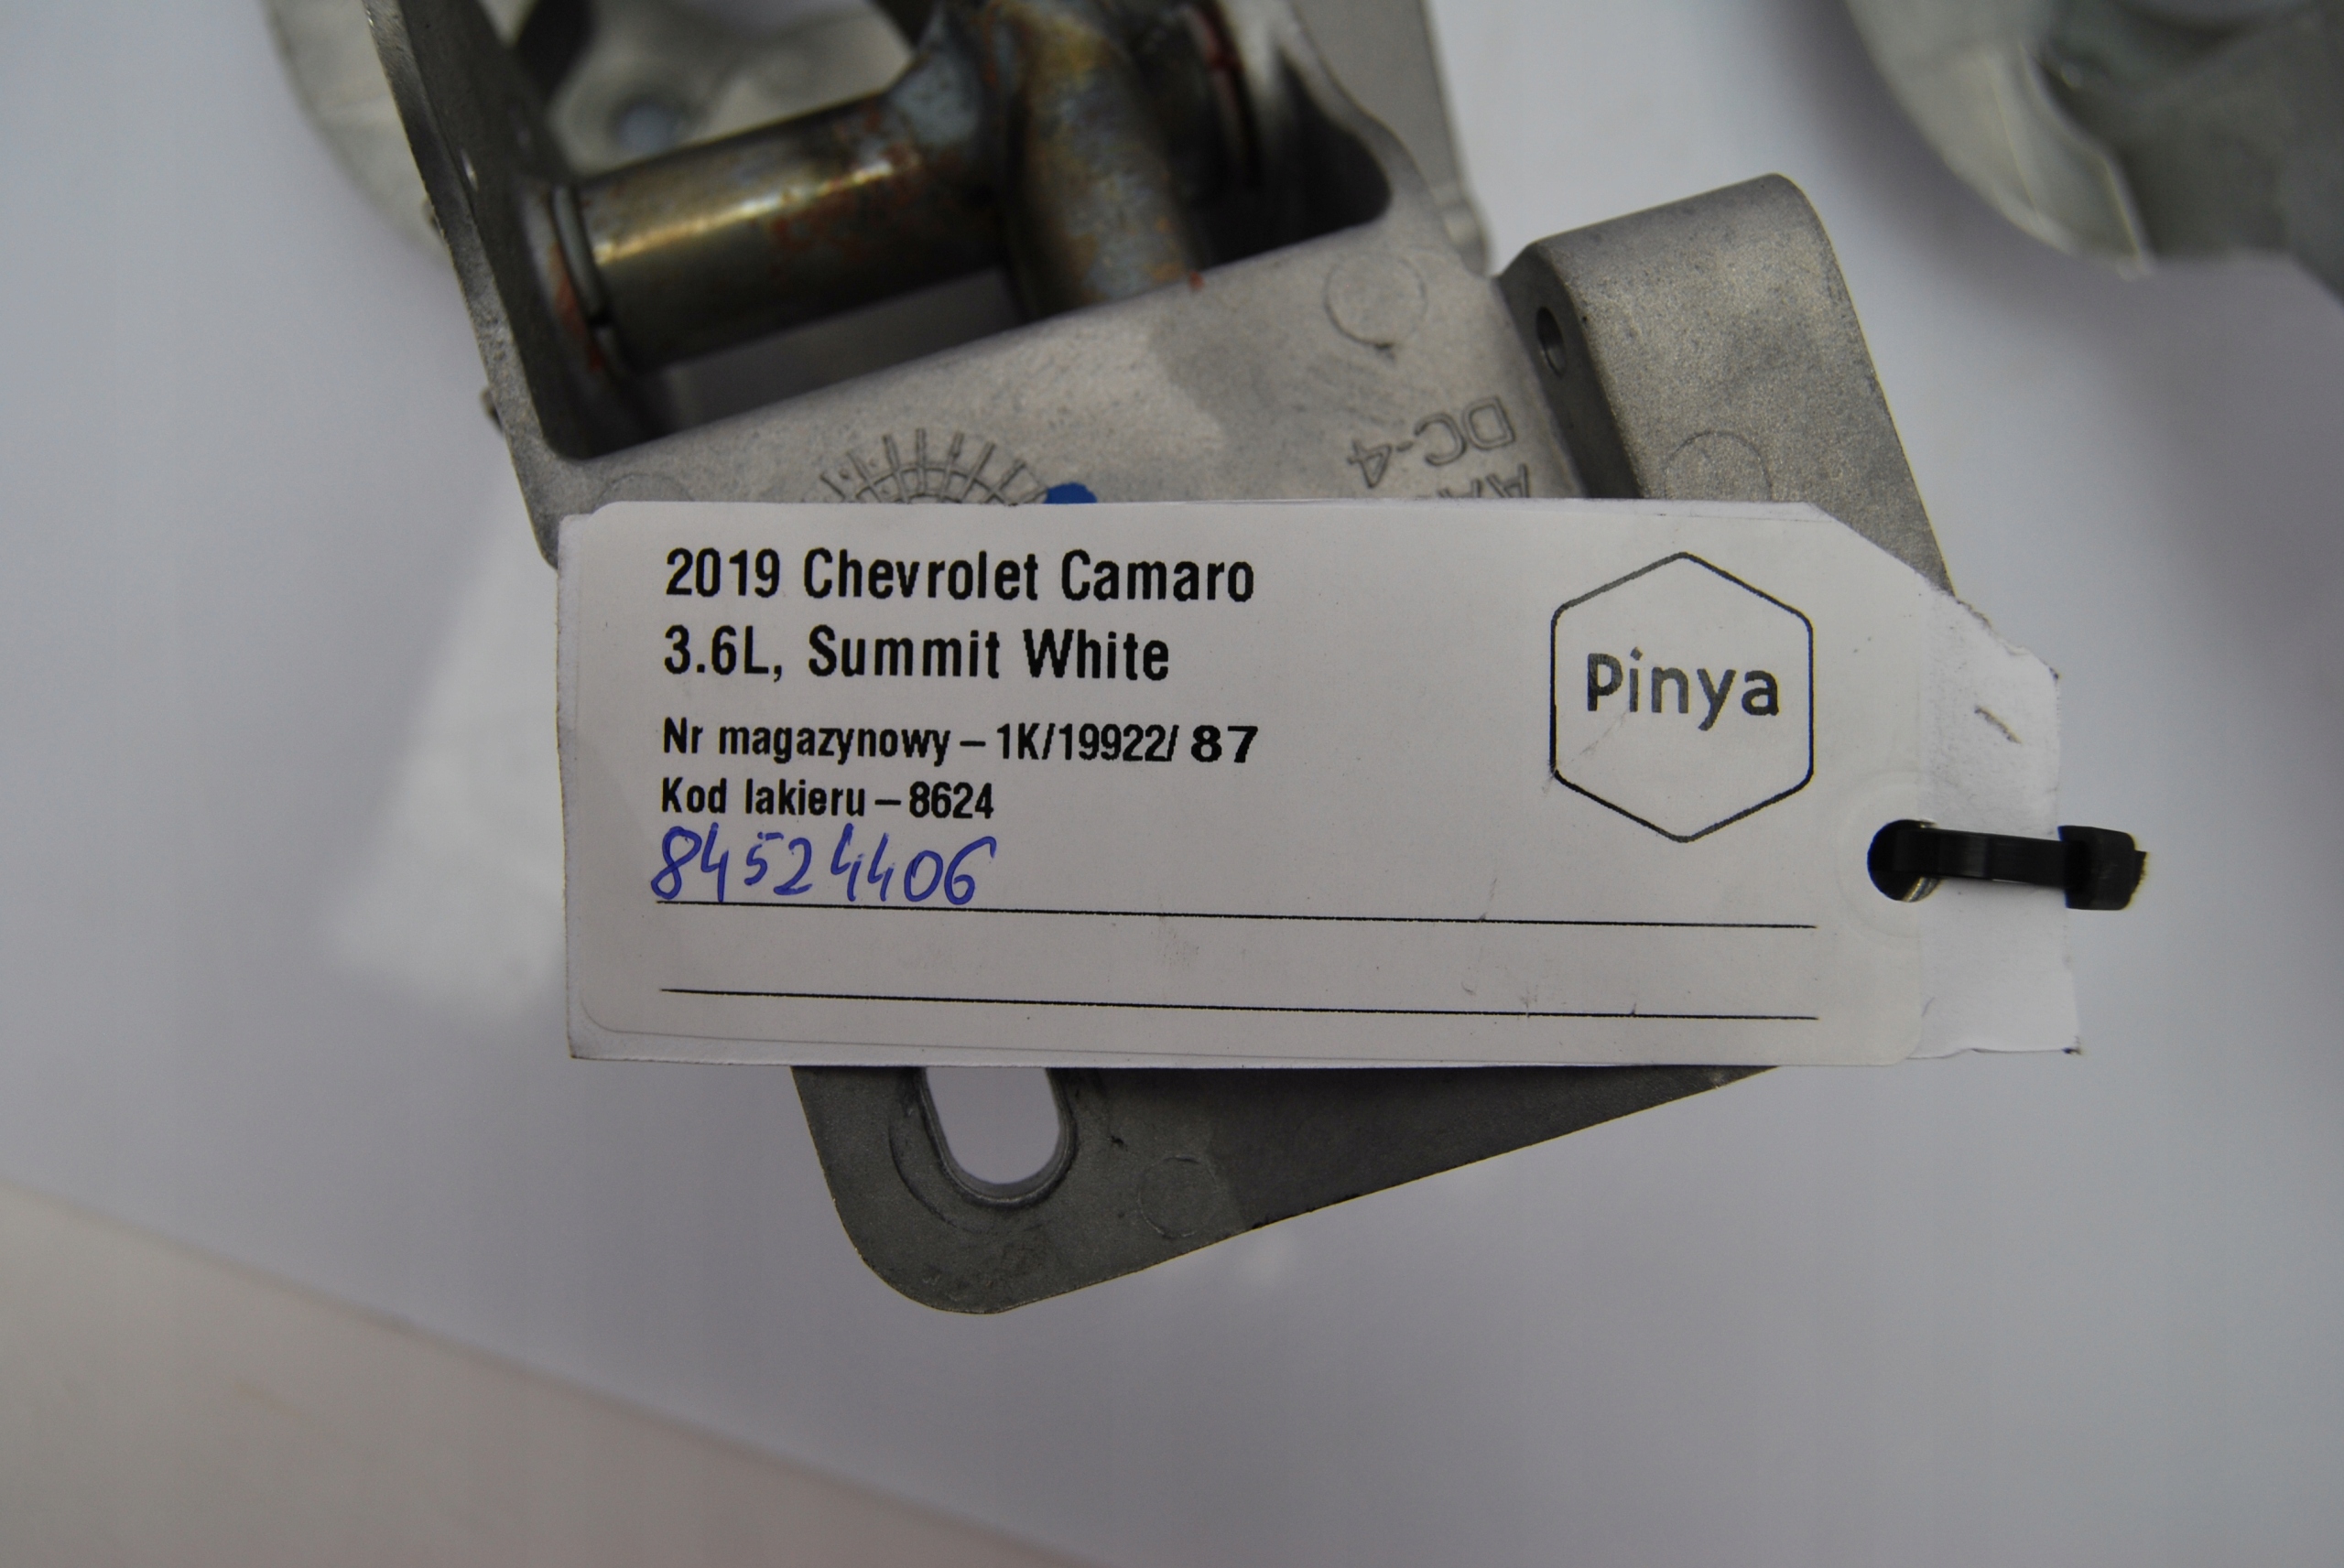 DC-4
2019 Chevrolet Camaro
3.6L, Summit White
Nr magazynowy – 1K/19922/ 87
Kod lakieru – 8624
84524406
Pinya